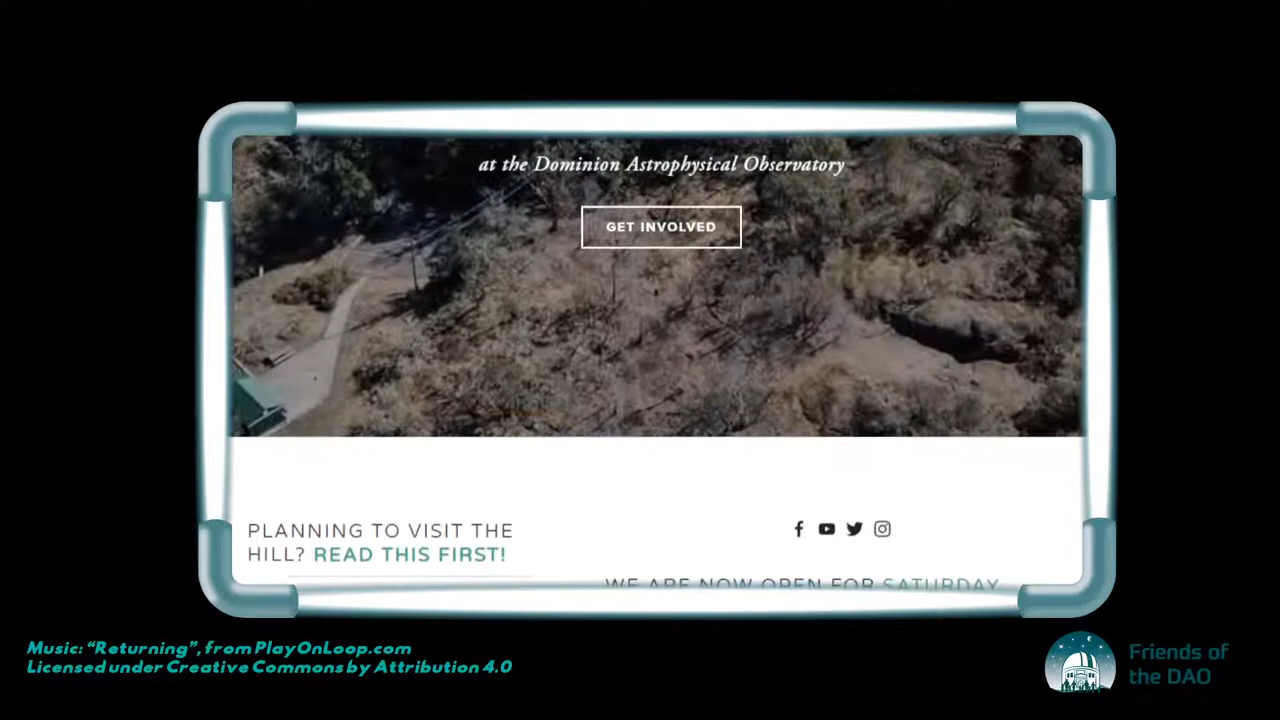 at the Dominion Astrophysical Observatory
GET INVOLVED
PLANNING TO VISIT THE
HILL? READ THIS FIRST!
WE ARE NOW OPEN FOR SATURDAY
Music: “Returning”, from PlayOnLoop.com
Licensed under Creative Commons by Attribution 4.0
Friends of
the DAO